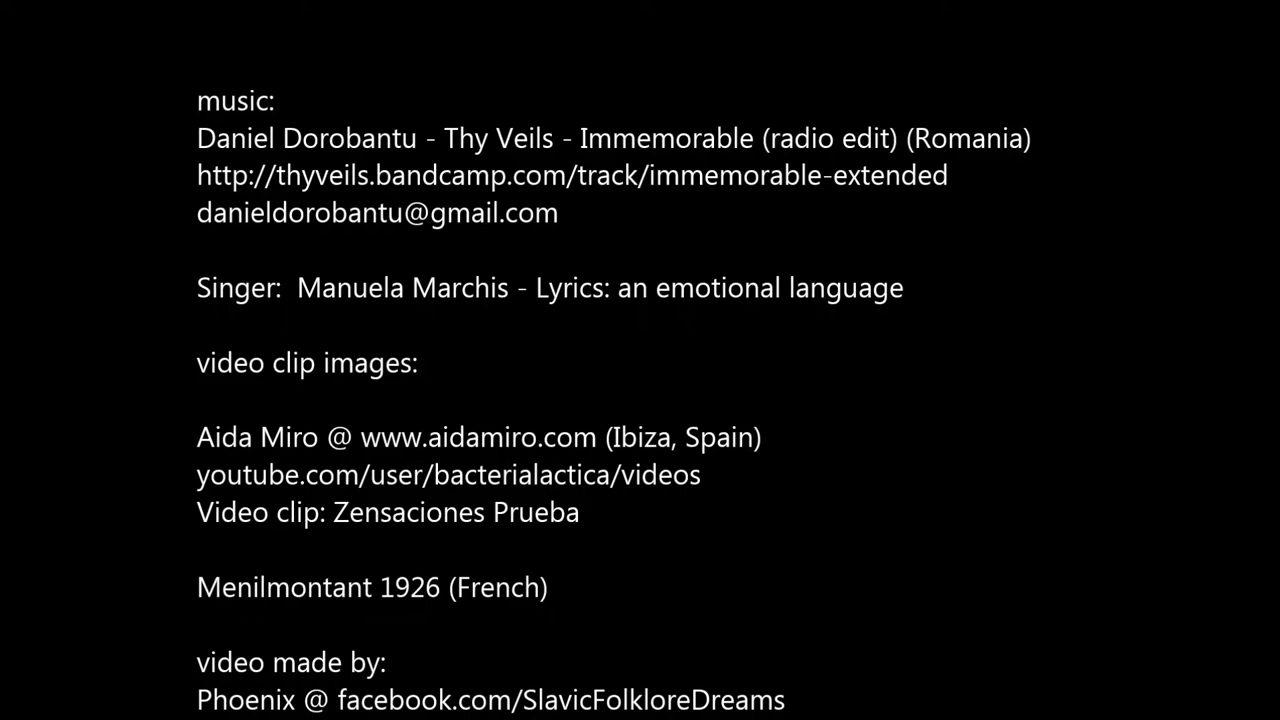 music:
Daniel Dorobantu - Thy Veils - Immemorable (radio edit) (Romania)
http://thyveils.bandcamp.com/track/immemorable-extended
danieldorobantu@gmail.com
Singer:  Manuela Marchis - Lyrics: an emotional language
video clip images:
Aida Miro @ www.aidamiro.com (Ibiza, Spain)
youtube.com/user/bacterialactica/videos
Video clip: Zensaciones Prueba
Menilmontant 1926 (French)
video made by:
Phoenix @ facebook.com/SlavicFolkloreDreams